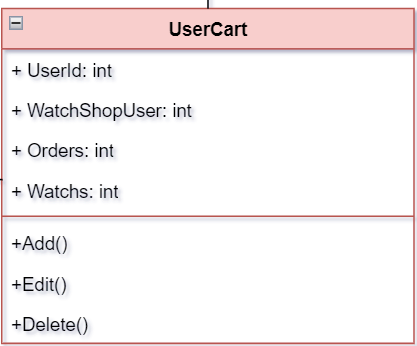 UserCart
+ UserId: int
+ WatchShopUser: int
+ Orders: int
+ Watchs: int
+Add()
+Edit()
+Delete()